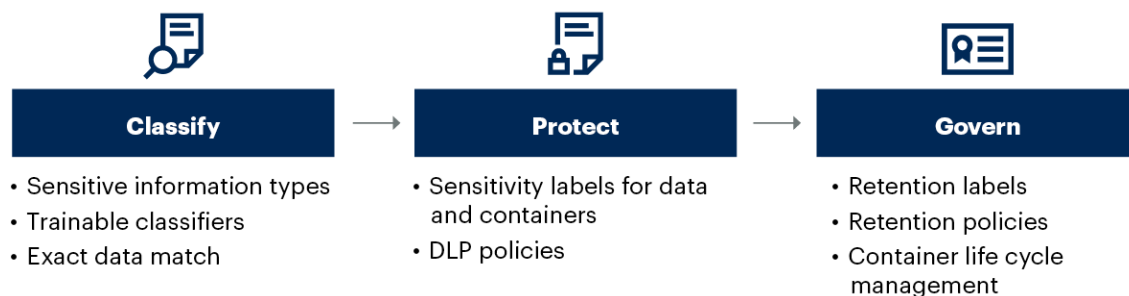 Classify
• Sensitive information types
• Trainable classifiers
• Exact data match
Protect
• Sensitivity labels for data
and containers
• DLP policies
Govern
• Retention labels
• Retention policies
• Container life cycle
management